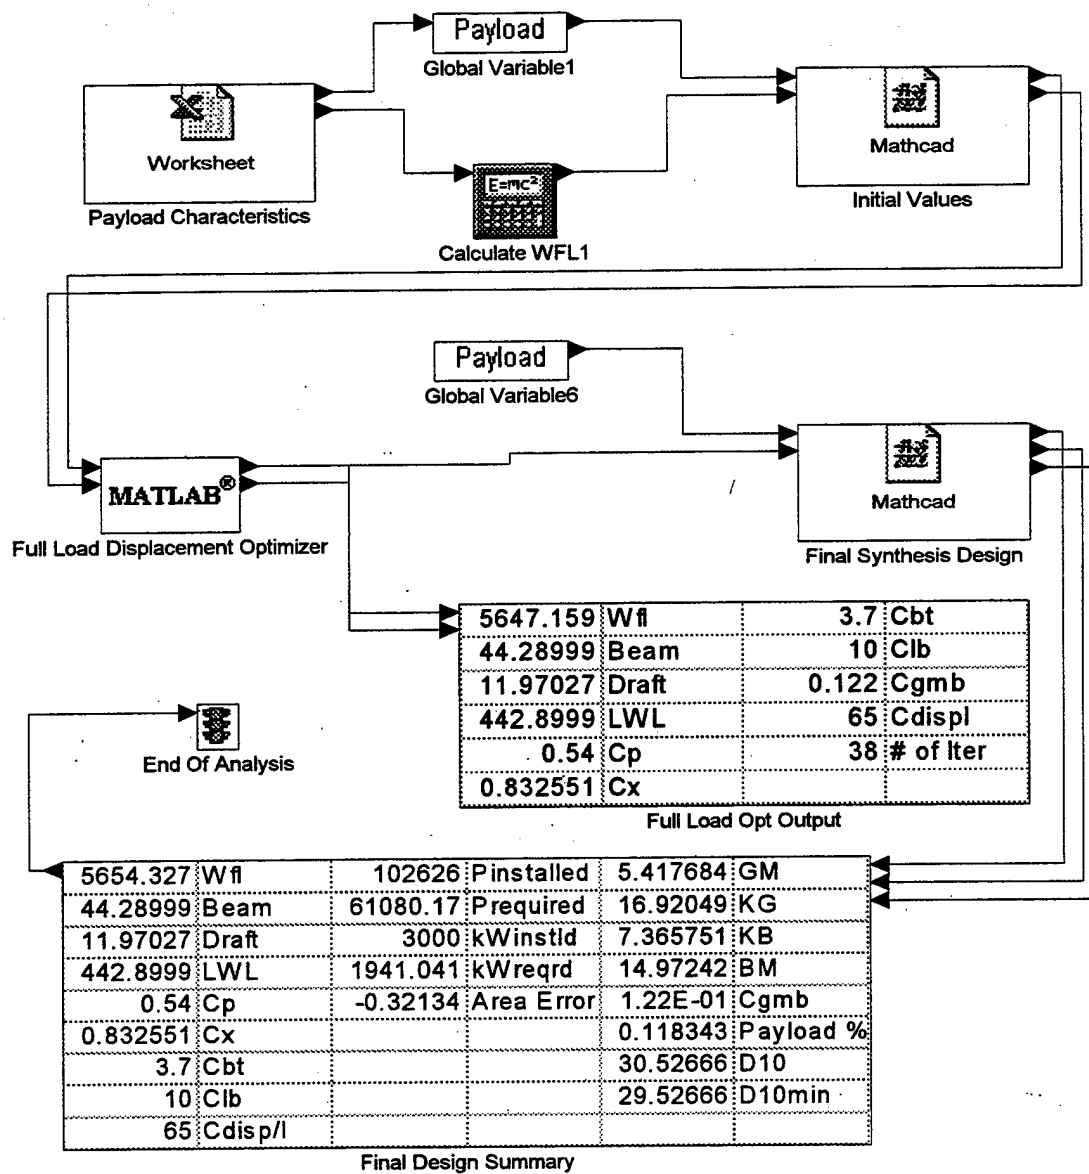 Payload
Global Variable1
Worksheet
Payload Characteristics
E=mc²
Calculate WFL1
Mathcad
Initial Values
Payload
Global Variable6
MATLAB®
Full Load Displacement Optimizer
Mathcad
Final Synthesis Design
5647.159 Wfl 3.7 Cbt
44.28999 Beam 10 Clb
11.97027 Draft 0.122 Cgmb
442.8999 LWL 65 Cdispl
0.54 Cp 38 # of Iter
0.832551 Cx
Full Load Opt Output
End Of Analysis
5654.327 Wfl 102626 Pinstalled 5.417684 GM
44.28999 Beam 61080.17 Prequired 16.92049 KG
11.97027 Draft 3000 kWinstld 7.365751 KB
442.8999 LWL 1941.041 kWreqrd 14.97242 BM
0.54 Cp -0.32134 Area Error 1.22E-01 Cgmb
0.832551 Cx 0.118343 Payload %
3.7 Cbt 30.52666 D10
10 Clb 29.52666 D10min
65 Cdisp/l
Final Design Summary